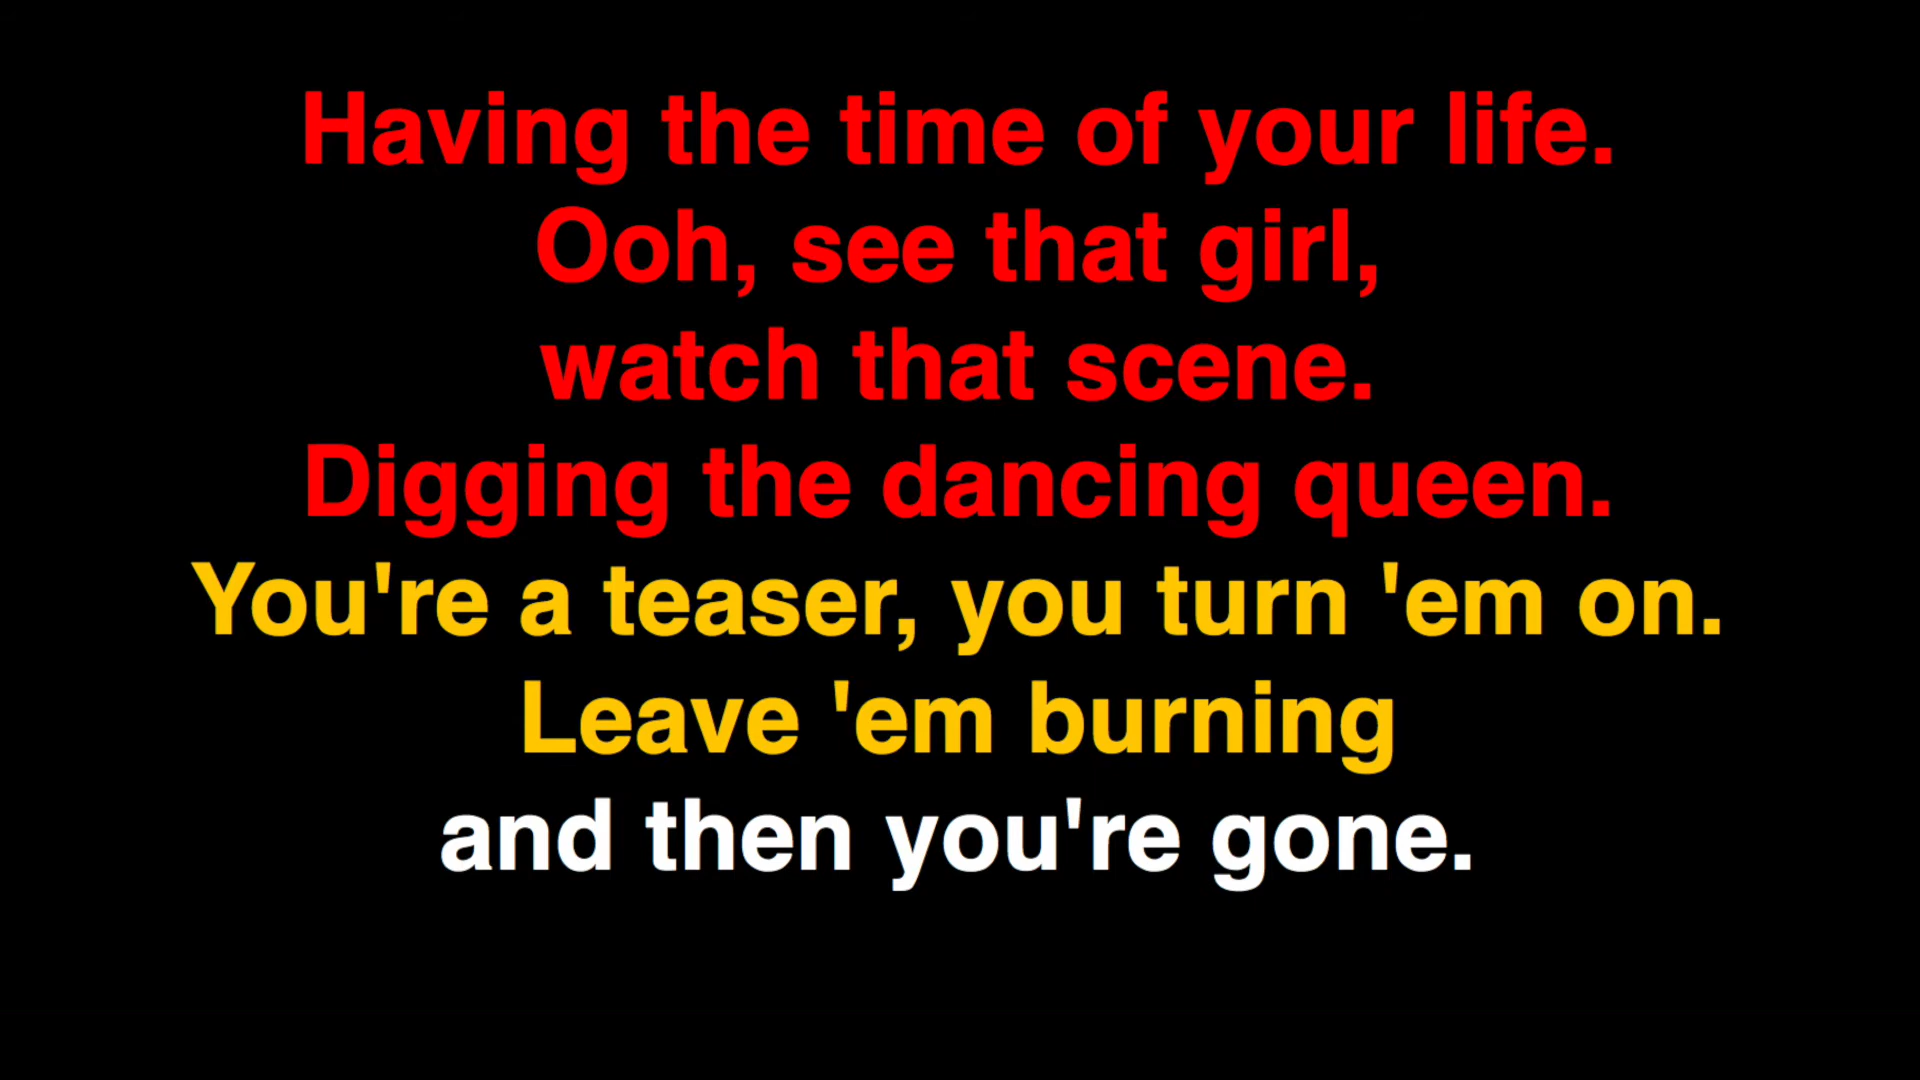 Having the time of your life.
Ooh, see that girl,
watch that scene.
Digging the dancing queen.
You're a teaser, you turn 'em on.
Leave 'em burning
and then you're gone.